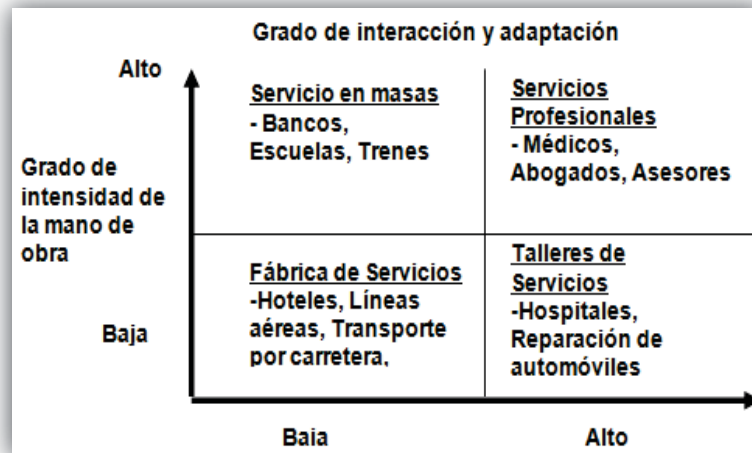 Grado de interacción y adaptación
Alto
Servicio en masas
- Bancos,
Escuelas, Trenes
Servicios
Profesionales
- Médicos,
Abogados, Asesores
Grado de
intensidad de
la mano de
obra
Fábrica de Servicios
-Hoteles, Líneas
aéreas, Transporte
por carretera,
Talleres de
Servicios
-Hospitales,
Reparación de
automóviles
Baja
Baia
Alto